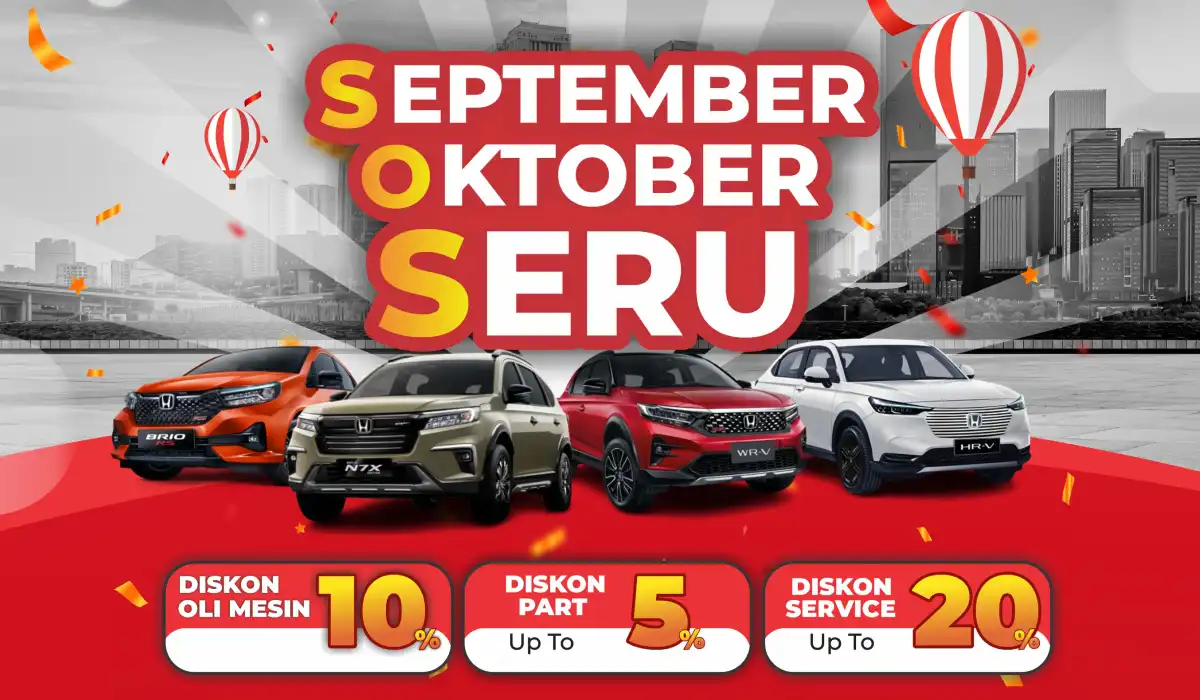 SEPTEMBER
OKTOBER
SERU
BRIO
RS
N7X
WR-V
HR-V
DISKON
OLI MESIN
10%
DISKON
PART
Up To
5%
DISKON
SERVICE
Up To
20%